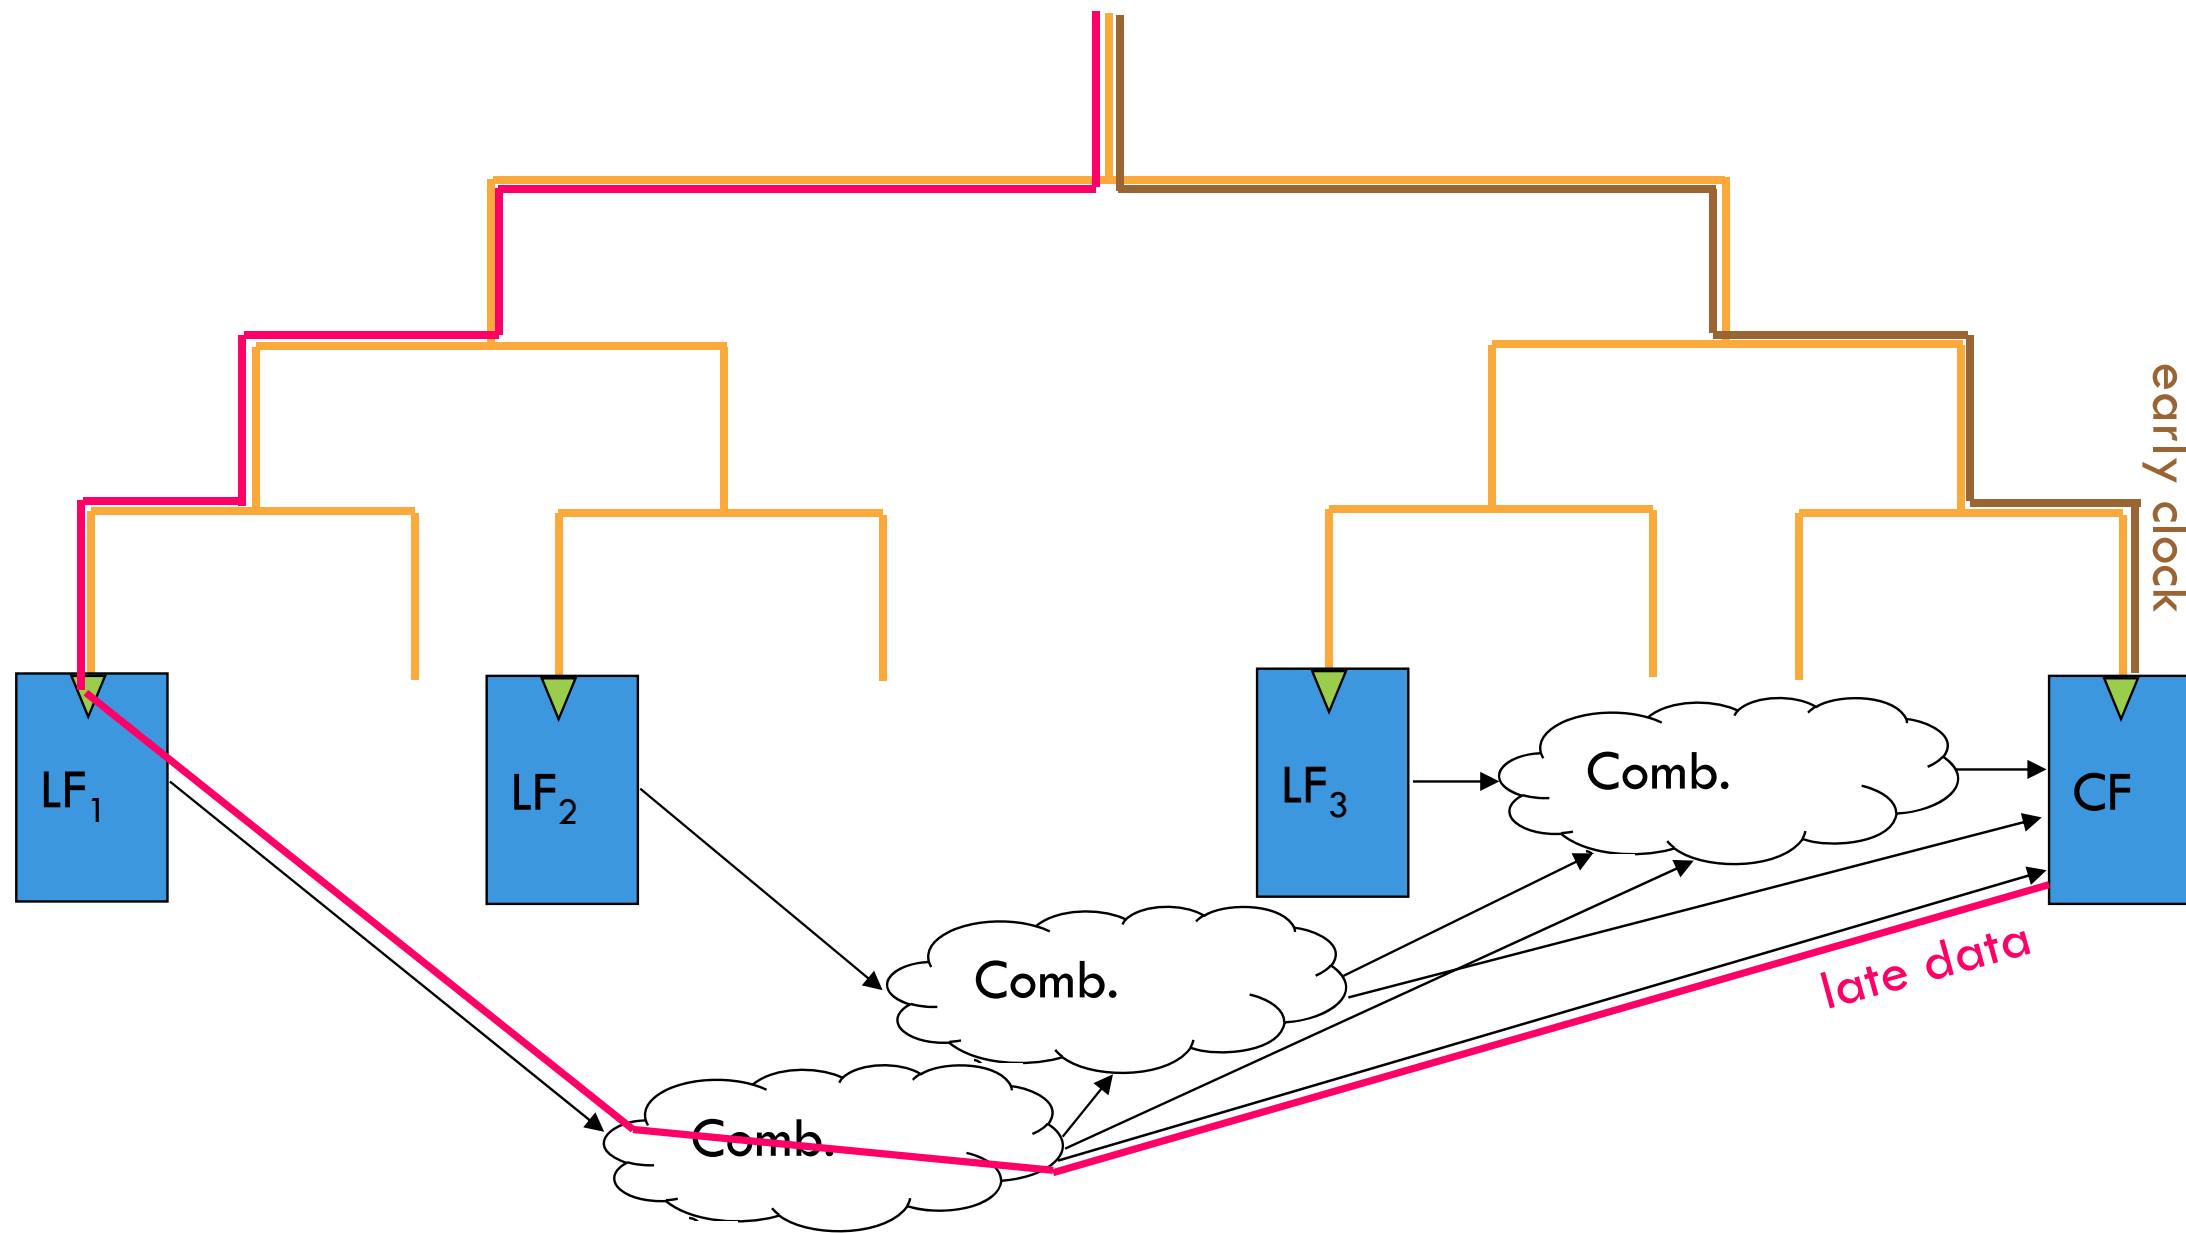 early clock
LF1
LF2
LF3
Comb.
CF
Comb.
late data
Comb.